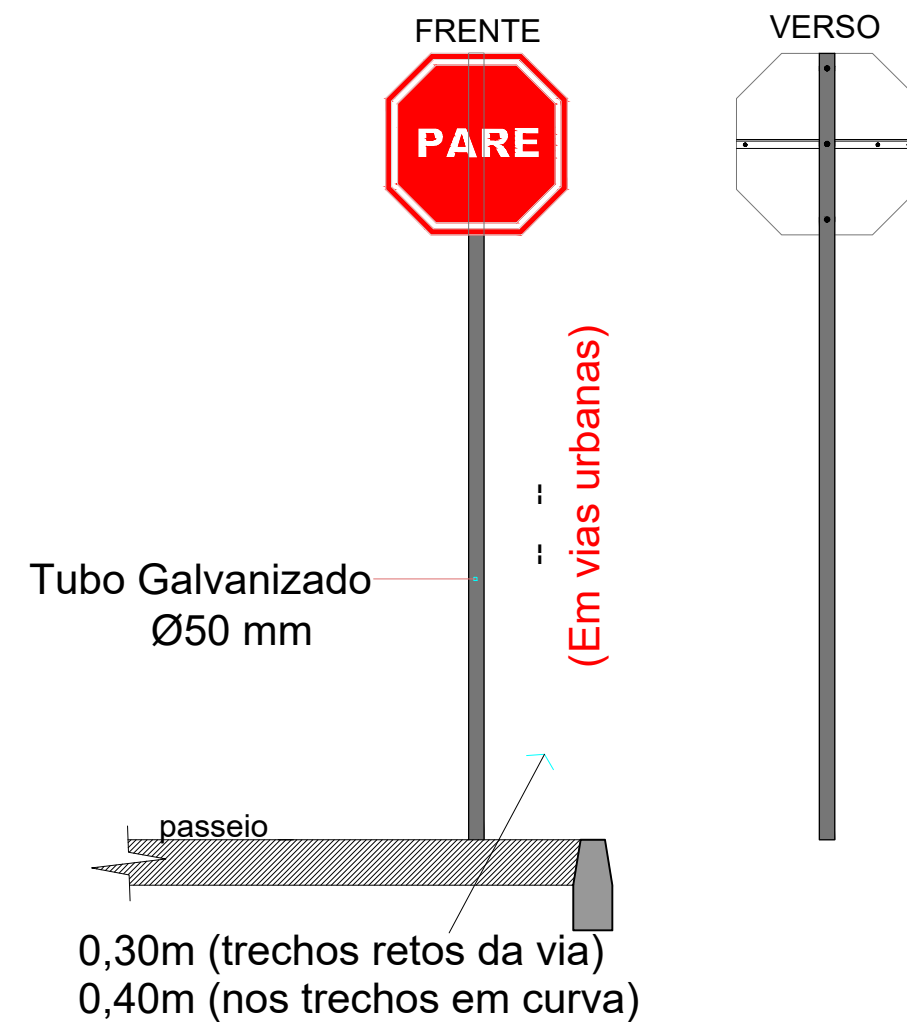 FRENTE
VERSO
PARE
(Em vias urbanas)
Tubo Galvanizado
Ø50 mm
passeio
0,30m (trechos retos da via)
0,40m (nos trechos em curva)